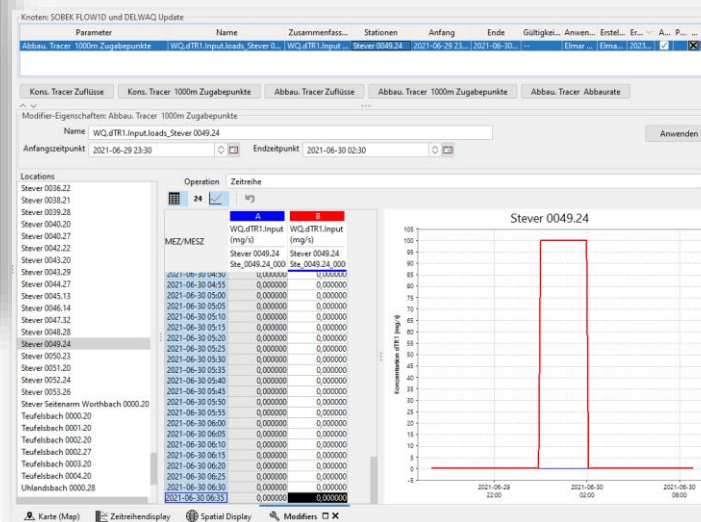 Knoten: SOBEK FLOW1D und DELWAQ Update
Parameter Name Zusammenfass... Stationen Anfang Ende Gültigkei... Anwen... Erstel... Er... A... P... ...
Abbau. Tracer 1000m Zugabepunkte WQ.dTR1.Input.loads_Stever 0... WQ.dTR1.Input ... Stever 0049.24 2021-06-29 23... 2021-06-30... --- Elmar ... Elma... 2023...
Kons. Tracer Zuflüsse Kons. Tracer 1000m Zugabepunkte Abbau. Tracer Zuflüsse Abbau. Tracer 1000m Zugabepunkte Abbau. Tracer Abbaurate
Modifier-Eigenschaften: Abbau. Tracer 1000m Zugabepunkte
Name WQ.dTR1.Input.loads_Stever 0049.24 Anwenden
Anfangszeitpunkt 2021-06-29 23:30 Endzeitpunkt 2021-06-30 02:30
Locations
Stever 0036.22
Stever 0038.21
Stever 0039.28
Stever 0040.20
Stever 0040.27
Stever 0042.22
Stever 0043.20
Stever 0043.29
Stever 0044.27
Stever 0045.13
Stever 0046.14
Stever 0047.32
Stever 0048.28
Stever 0049.24
Stever 0050.23
Stever 0051.20
Stever 0052.24
Stever 0053.26
Stever Seitenarm Worthbach 0000.20
Teufelsbach 0000.20
Teufelsbach 0001.20
Teufelsbach 0002.20
Teufelsbach 0002.27
Teufelsbach 0003.20
Teufelsbach 0004.20
Uhlandsbach 0000.28
Operation Zeitreihe
24
A B
WQ.dTR1.Input WQ.dTR1.Input
MEZ/MESZ (mg/s) (mg/s)
Stever 0049.24 Stever 0049.24
Ste_0049.24_000 Ste_0049.24_000
2021-06-30 04:50 0,000000 0,000000
2021-06-30 04:55 0,000000 0,000000
2021-06-30 05:00 0,000000 0,000000
2021-06-30 05:05 0,000000 0,000000
2021-06-30 05:10 0,000000 0,000000
2021-06-30 05:15 0,000000 0,000000
2021-06-30 05:20 0,000000 0,000000
2021-06-30 05:25 0,000000 0,000000
2021-06-30 05:30 0,000000 0,000000
2021-06-30 05:35 0,000000 0,000000
2021-06-30 05:40 0,000000 0,000000
2021-06-30 05:45 0,000000 0,000000
2021-06-30 05:50 0,000000 0,000000
2021-06-30 05:55 0,000000 0,000000
2021-06-30 06:00 0,000000 0,000000
2021-06-30 06:05 0,000000 0,000000
2021-06-30 06:10 0,000000 0,000000
2021-06-30 06:15 0,000000 0,000000
2021-06-30 06:20 0,000000 0,000000
2021-06-30 06:25 0,000000 0,000000
2021-06-30 06:30 0,000000 0,000000
2021-06-30 06:35 0,000000 0,000000
Stever 0049.24
Konzentration dTR1 (mg/s)
105
100
95
90
85
80
75
70
65
60
55
50
45
40
35
30
25
20
15
10
5
0
-5
2021-06-29 2021-06-30 2021-06-30
22:00 02:00 06:00
Karte (Map) Zeitreihendisplay Spatial Display Modifiers